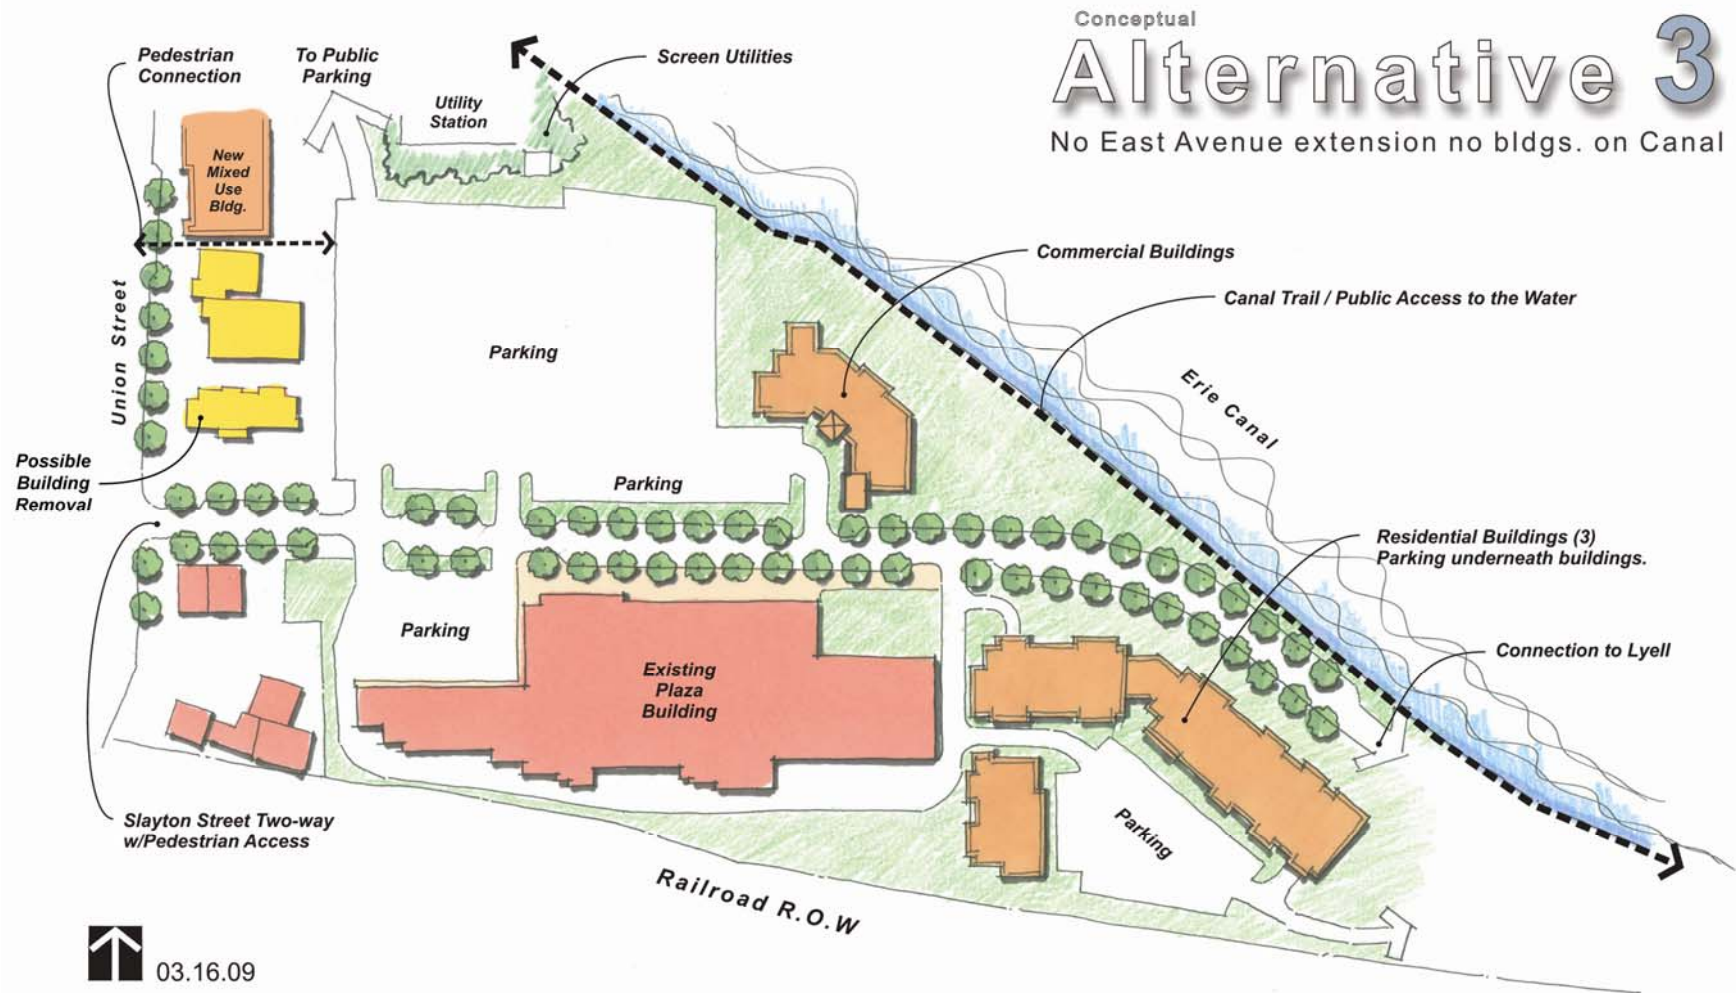 Conceptual
Alternative 3
No East Avenue extension no bldgs. on Canal
Pedestrian
Connection
To Public
Parking
Utility
Station
Screen Utilities
New
Mixed
Use
Bldg.
Union Street
Parking
Commercial Buildings
Canal Trail / Public Access to the Water
Erie Canal
Possible
Building
Removal
Parking
Residential Buildings (3)
Parking underneath buildings.
Parking
Existing
Plaza
Building
Connection to Lyell
Slayton Street Two-way
w/Pedestrian Access
Parking
Railroad R.O.W
03.16.09